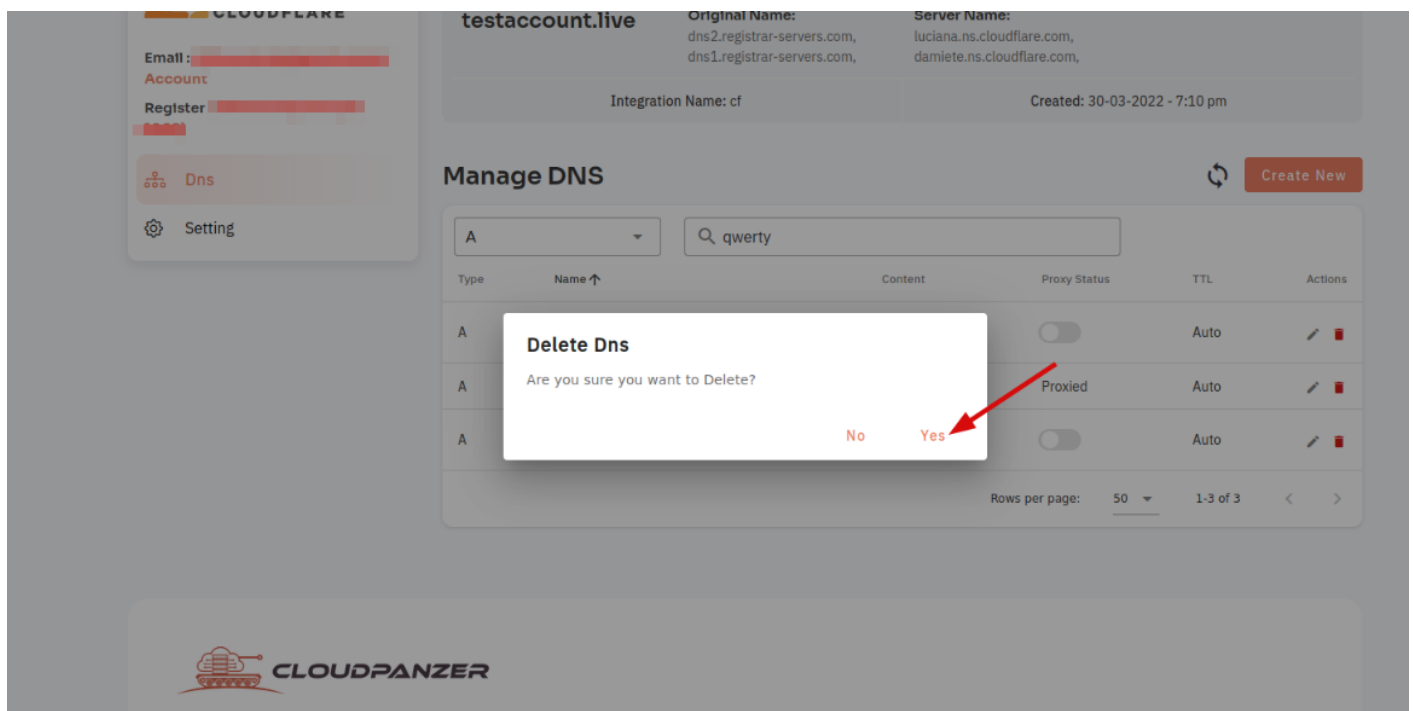 CLOUDFLARE
Email :
Account
Register
Dns
Setting
testaccount.live
Original Name:
dns2.registrar-servers.com,
dns1.registrar-servers.com,
Server Name:
luciana.ns.cloudflare.com,
damiete.ns.cloudflare.com,
Integration Name: cf
Created: 30-03-2022 - 7:10 pm
Manage DNS
Create New
A
qwerty
Type Name Content Proxy Status TTL Actions
A Auto
A Proxied Auto
A Auto
Delete Dns
Are you sure you want to Delete?
No Yes
Rows per page: 50 1-3 of 3
CLOUDPANZER